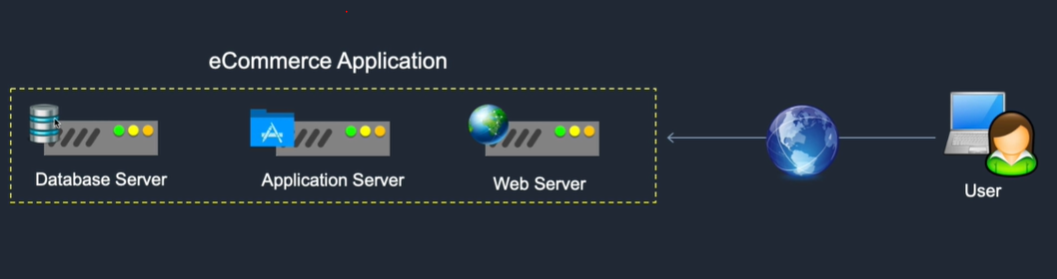 eCommerce Application
Database Server
Application Server
Web Server
User